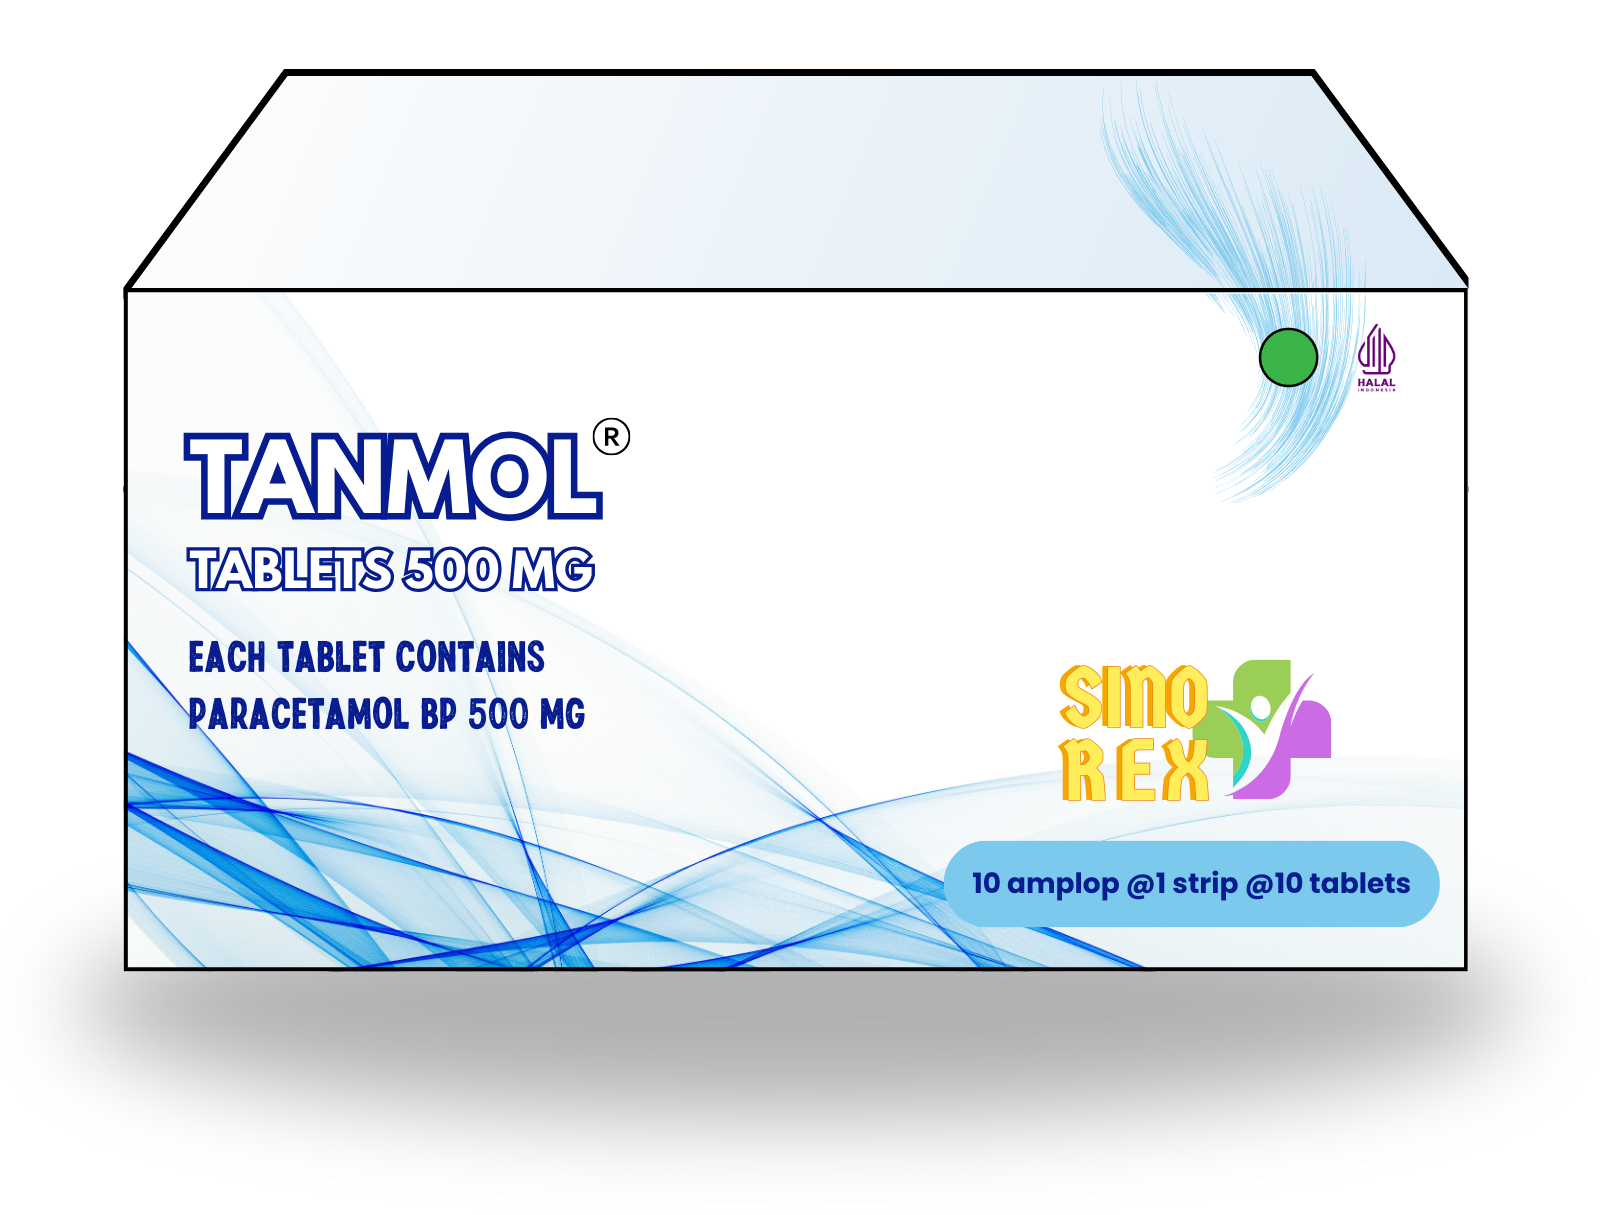 HALAL
INDONESIA
TANMOL®
TABLETS 500 MG
EACH TABLET CONTAINS
PARACETAMOL BP 500 MG
SINO
REX
10 amplop @1 strip @10 tablets